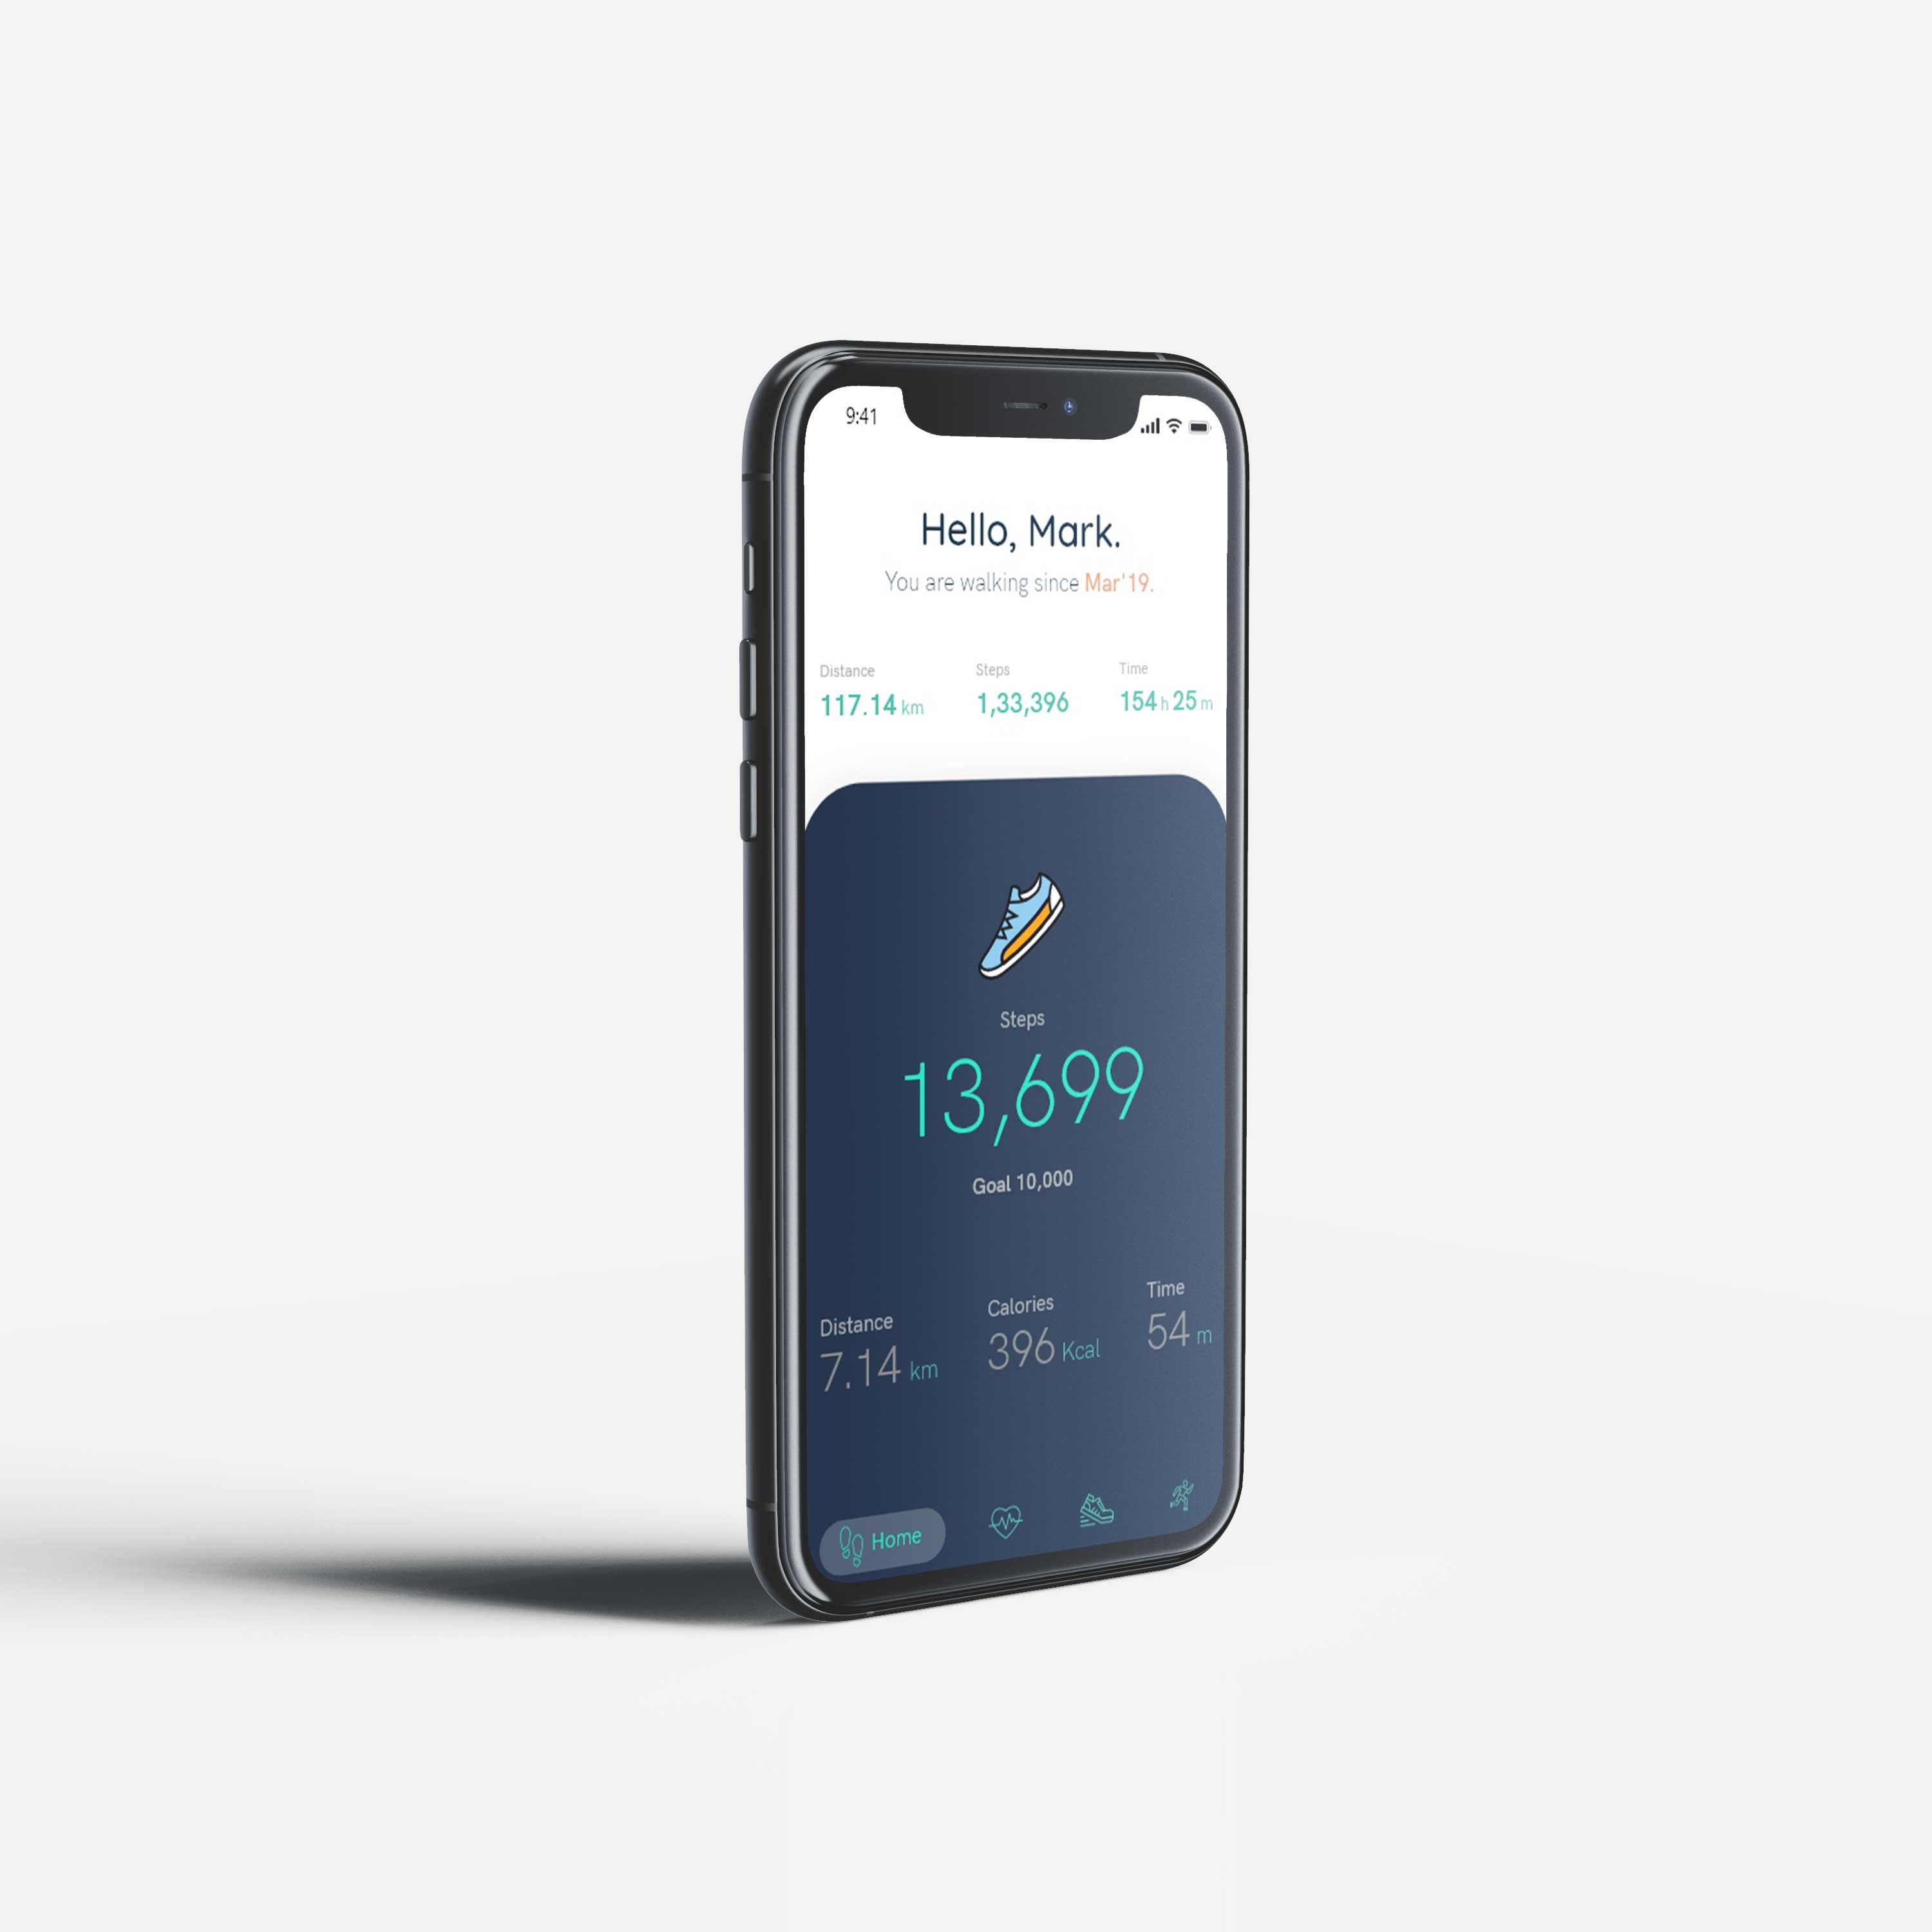 9:41
Hello, Mark.
You are walking since Mar'19.
Distance Steps Time
117.14 km 1,33,396 154 h 25 m
Steps
13,699
Goal 10,000
Distance Calories Time
7.14 km 396 Kcal 54 m
Home